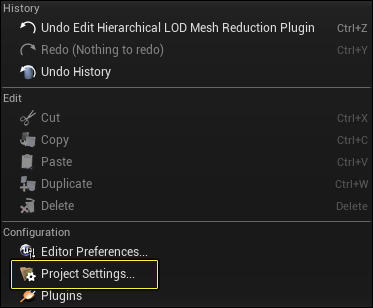 History
Undo Edit Hierarchical LOD Mesh Reduction Plugin Ctrl+Z
Redo (Nothing to redo) Ctrl+Y
Undo History
Edit
Cut Ctrl+X
Copy Ctrl+C
Paste Ctrl+V
Duplicate Ctrl+W
Delete Delete
Configuration
Editor Preferences...
Project Settings...
Plugins